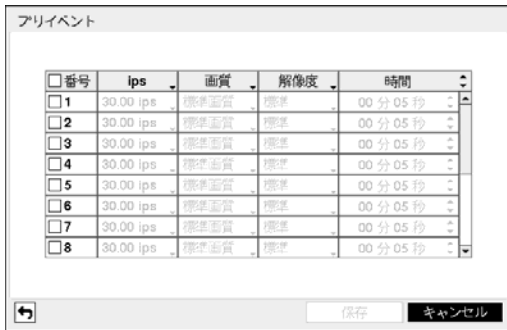 プリイベント
番号 ips 画質 解像度 時間
1 30.00 ips 標準画質 標準 00 分 05 秒
2 30.00 ips 標準画質 標準 00 分 05 秒
3 30.00 ips 標準画質 標準 00 分 05 秒
4 30.00 ips 標準画質 標準 00 分 05 秒
5 30.00 ips 標準画質 標準 00 分 05 秒
6 30.00 ips 標準画質 標準 00 分 05 秒
7 30.00 ips 標準画質 標準 00 分 05 秒
8 30.00 ips 標準画質 標準 00 分 05 秒
保存 キャンセル